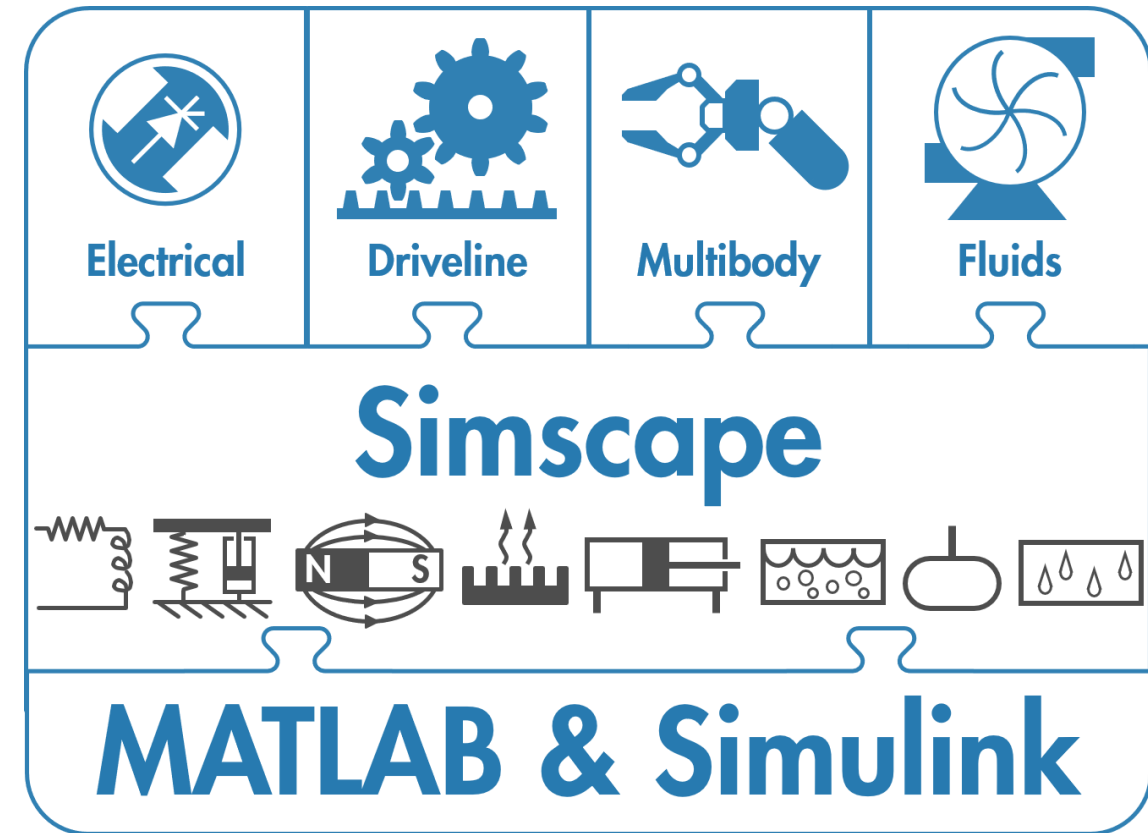 Electrical Driveline Multibody Fluids
Simscape
N S
MATLAB & Simulink